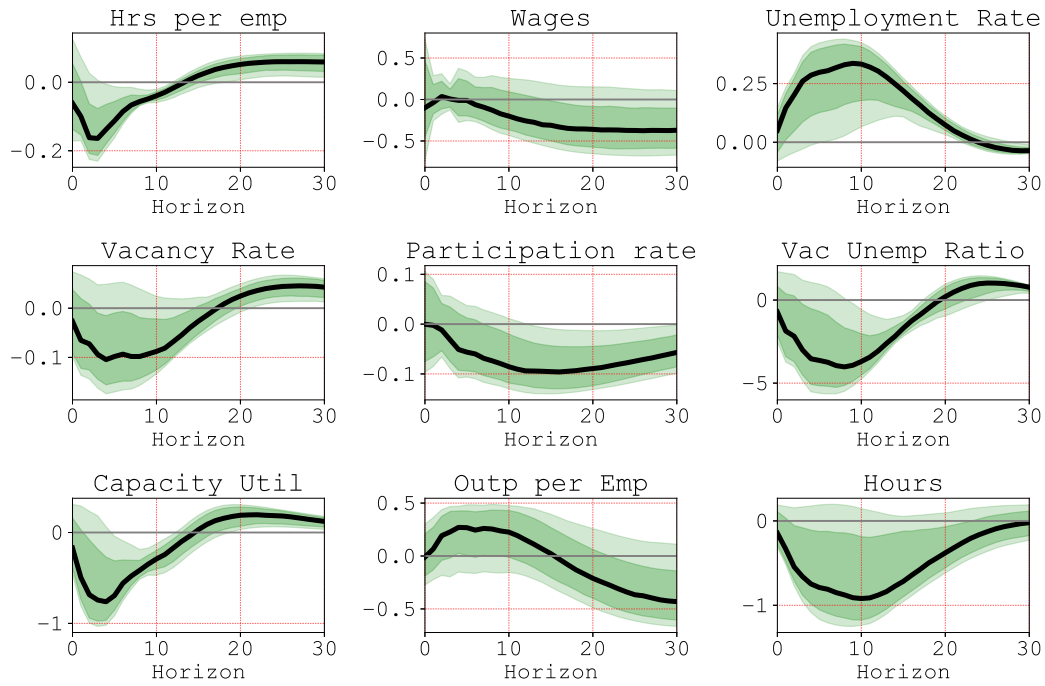 Hrs per emp Wages Unemployment Rate
0.0 0.5 0.25
-0.2 0.0 0.00
-0.5
0 10 20 30 0 10 20 30 0 10 20 30
Horizon Horizon Horizon
Vacancy Rate Participation rate Vac Unemp Ratio
0.0 0.1 0
-0.1 0.0 -5
-0.1
0 10 20 30 0 10 20 30 0 10 20 30
Horizon Horizon Horizon
Capacity Util Outp per Emp Hours
0 0.5 0
-1 0.0 -1
-0.5
0 10 20 30 0 10 20 30 0 10 20 30
Horizon Horizon Horizon